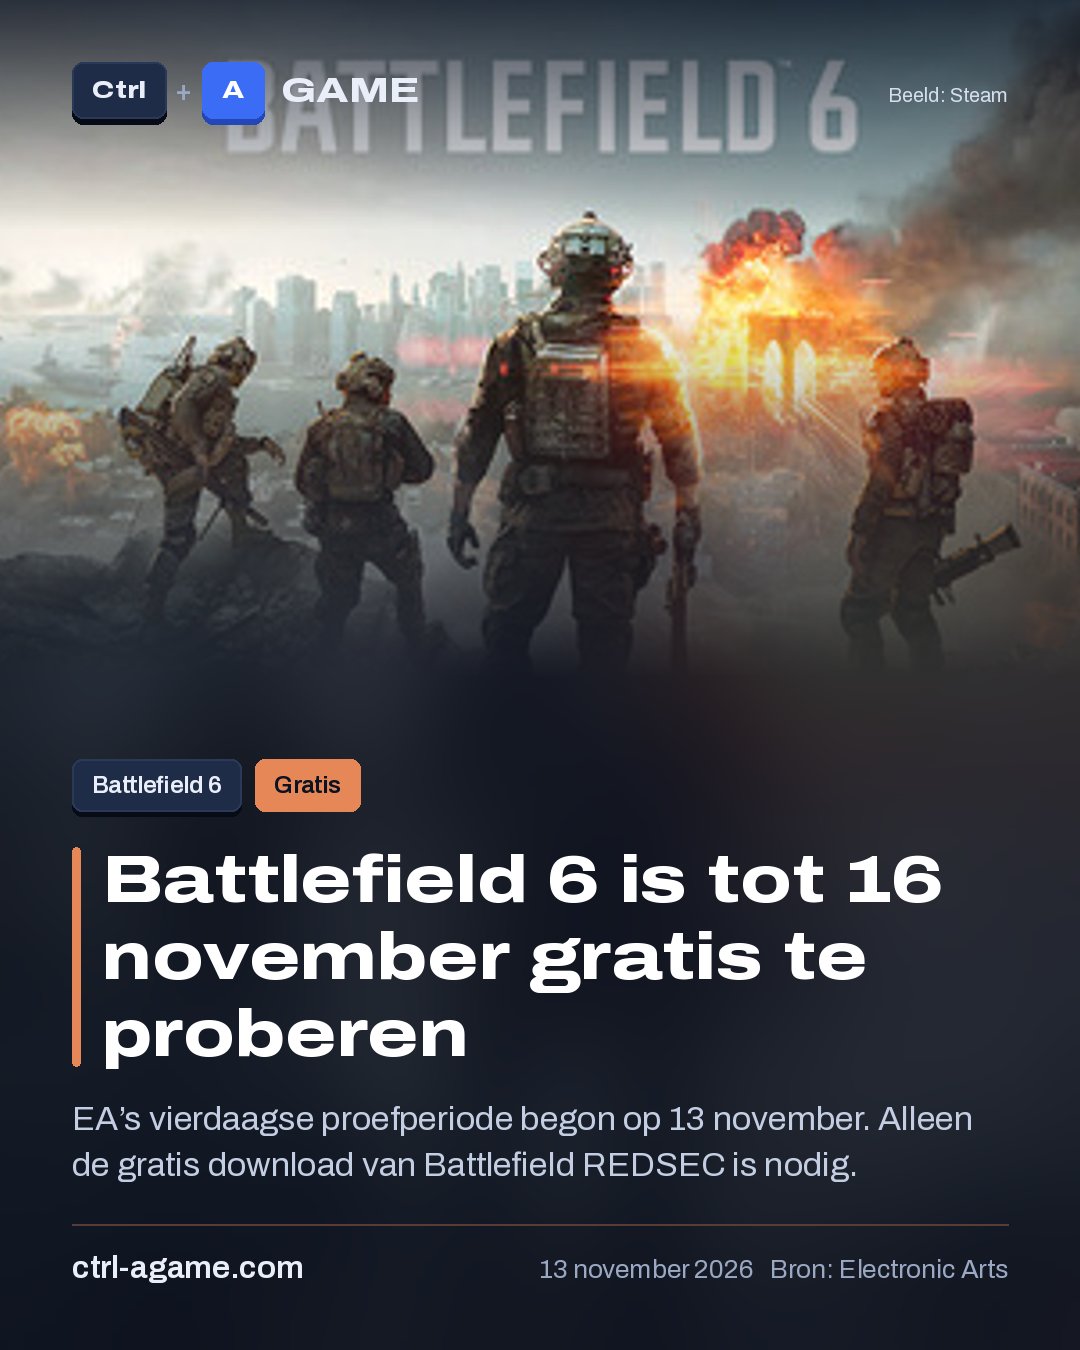 Ctrl + A GAME
BATTLEFIELD™ 6
Beeld: Steam
Battlefield 6
Gratis
Battlefield 6 is tot 16
november gratis te
proberen
EA’s vierdaagse proefperiode begon op 13 november. Alleen
de gratis download van Battlefield REDSEC is nodig.
ctrl-agame.com
13 november 2026 Bron: Electronic Arts